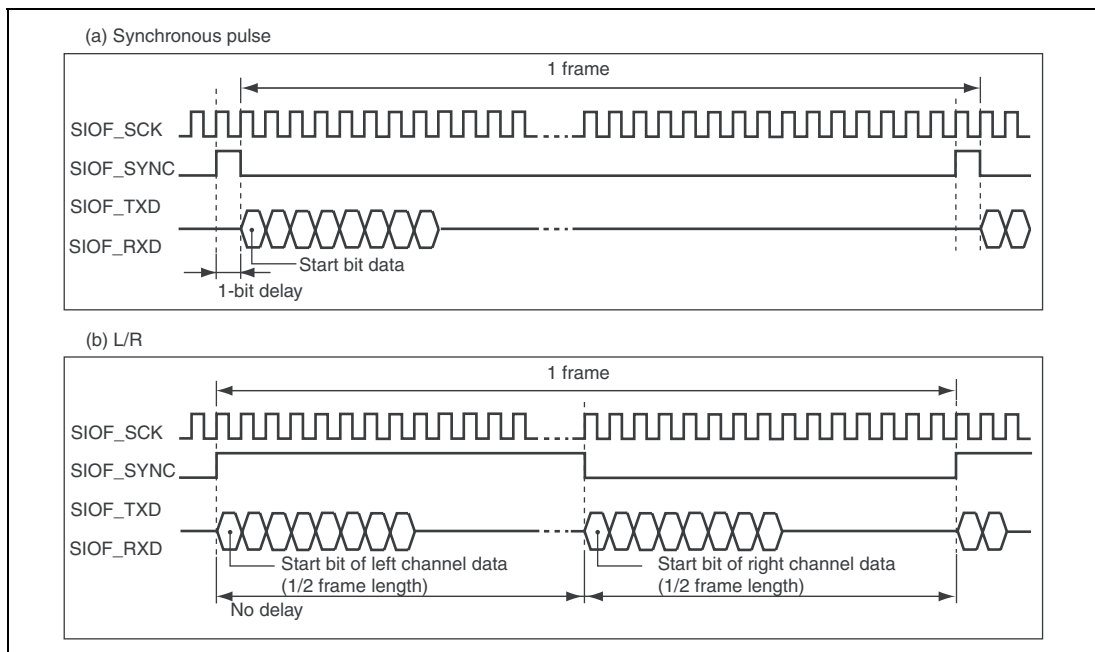 (a) Synchronous pulse
1 frame
SIOF_SCK
SIOF_SYNC
SIOF_TXD
SIOF_RXD
Start bit data
1-bit delay
(b) L/R
1 frame
SIOF_SCK
SIOF_SYNC
SIOF_TXD
SIOF_RXD
Start bit of left channel data
(1/2 frame length)
Start bit of right channel data
(1/2 frame length)
No delay